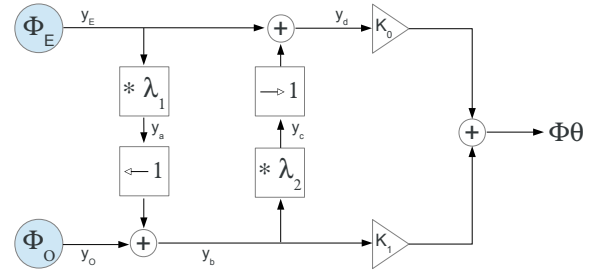 Φ_E
y_E
+
y_d
K_0
* λ_1
→ 1
y_a
y_c
+
Φθ
← 1
* λ_2
Φ_O
y_O
+
y_b
K_1
+